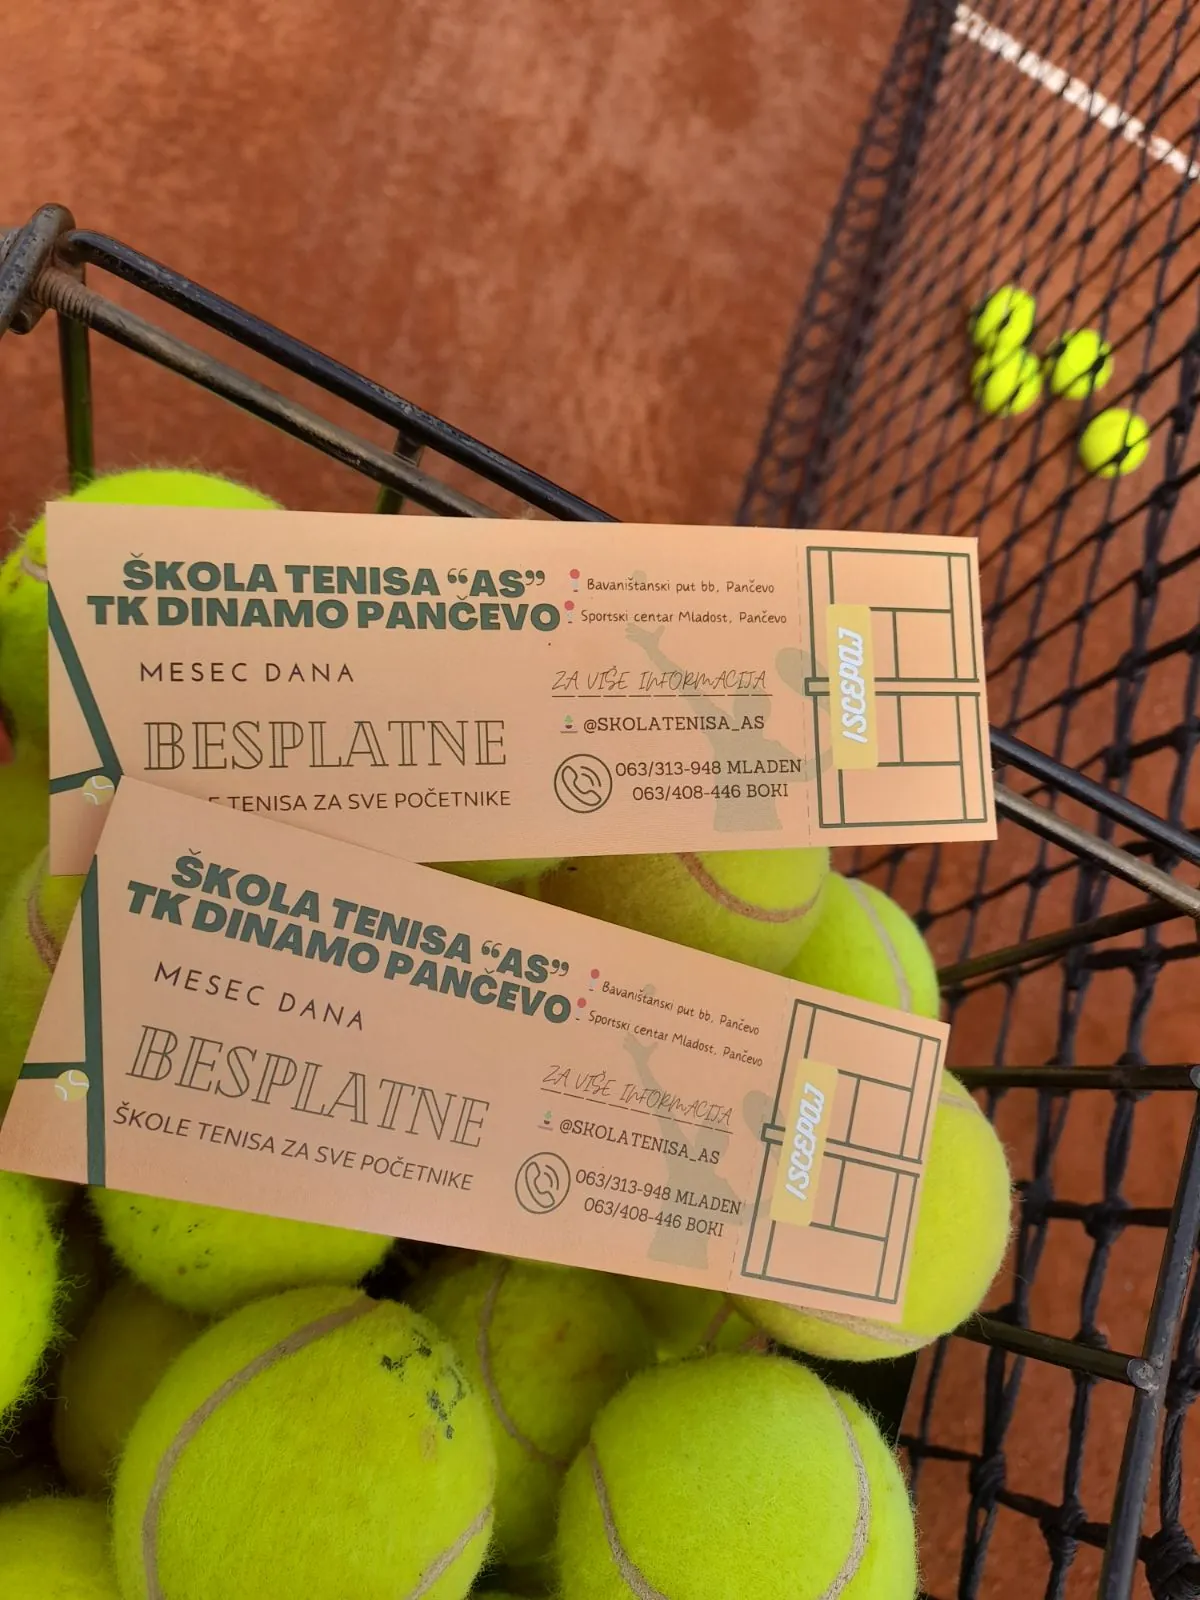 ŠKOLA TENISA “AS”
TK DINAMO PANČEVO
MESEC DANA
BESPLATNE
TENISA ZA SVE POČETNIKE
Bavaništanski put bb, Pančevo
Sportski centar Mladost, Pančevo
ZA VIŠE INFORMACIJA
@SKOLATENISA_AS
063/313-948 MLADEN
063/408-446 BOKI
ISCEPAJ
ŠKOLA TENISA “AS”
TK DINAMO PANČEVO
MESEC DANA
BESPLATNE
ŠKOLE TENISA ZA SVE POČETNIKE
Bavaništanski put bb, Pančevo
Sportski centar Mladost, Pančevo
ZA VIŠE INFORMACIJA
@SKOLATENISA_AS
063/313-948 MLADEN
063/408-446 BOKI
ISCEPAJ